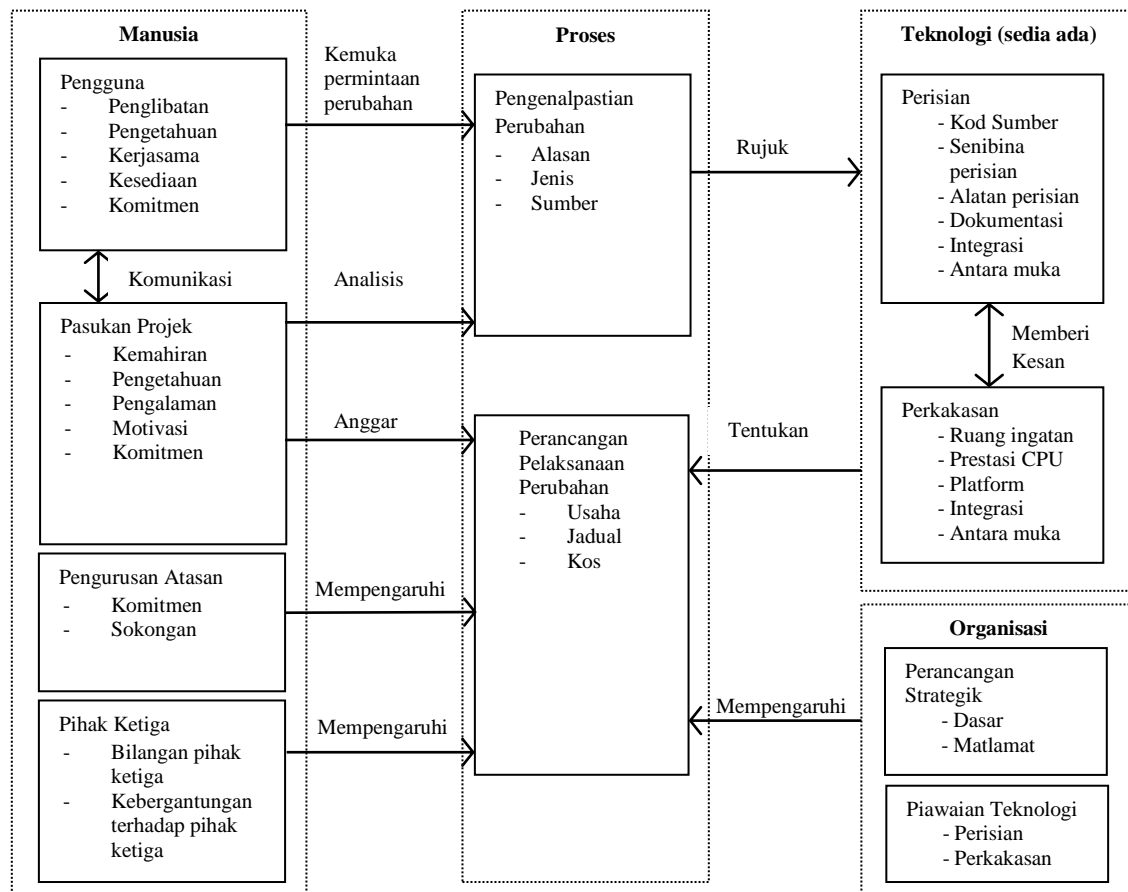 Manusia
Pengguna
- Penglibatan
- Pengetahuan
- Kerjasama
- Kesediaan
- Komitmen
Komunikasi
Pasukan Projek
- Kemahiran
- Pengetahuan
- Pengalaman
- Motivasi
- Komitmen
Pengurusan Atasan
- Komitmen
- Sokongan
Pihak Ketiga
- Bilangan pihak
ketiga
- Kebergantungan
terhadap pihak
ketiga
Kemuka
permintaan
perubahan
Analisis
Anggar
Mempengaruhi
Mempengaruhi
Proses
Pengenalpastian
Perubahan
- Alasan
- Jenis
- Sumber
Perancangan
Pelaksanaan
Perubahan
- Usaha
- Jadual
- Kos
Rujuk
Tentukan
Mempengaruhi
Teknologi (sedia ada)
Perisian
- Kod Sumber
- Senibina
perisian
- Alatan perisian
- Dokumentasi
- Integrasi
- Antara muka
Memberi
Kesan
Perkakasan
- Ruang ingatan
- Prestasi CPU
- Platform
- Integrasi
- Antara muka
Organisasi
Perancangan
Strategik
- Dasar
- Matlamat
Piawaian Teknologi
- Perisian
- Perkakasan